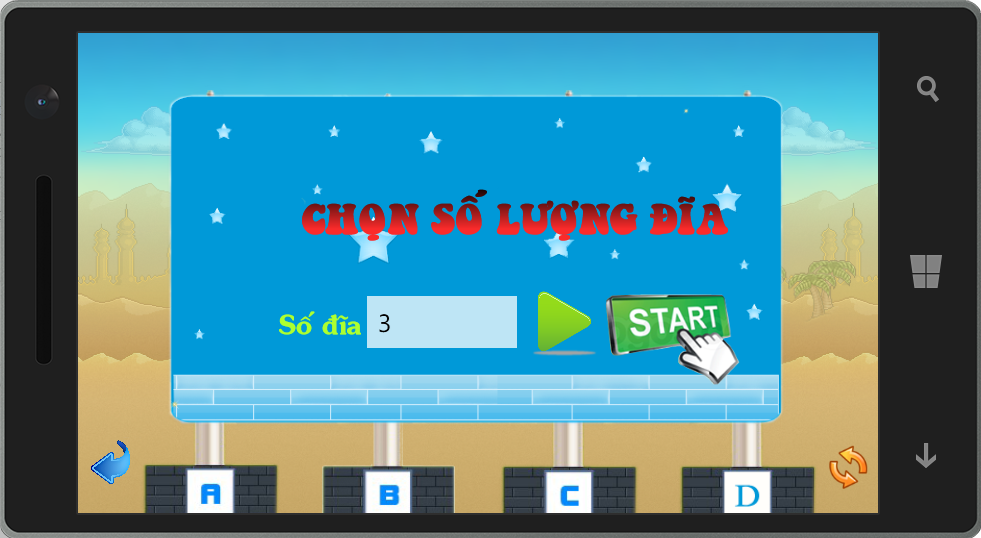 CHỌN SỐ LƯỢNG ĐĨA
Số đĩa 3
START
A B C D